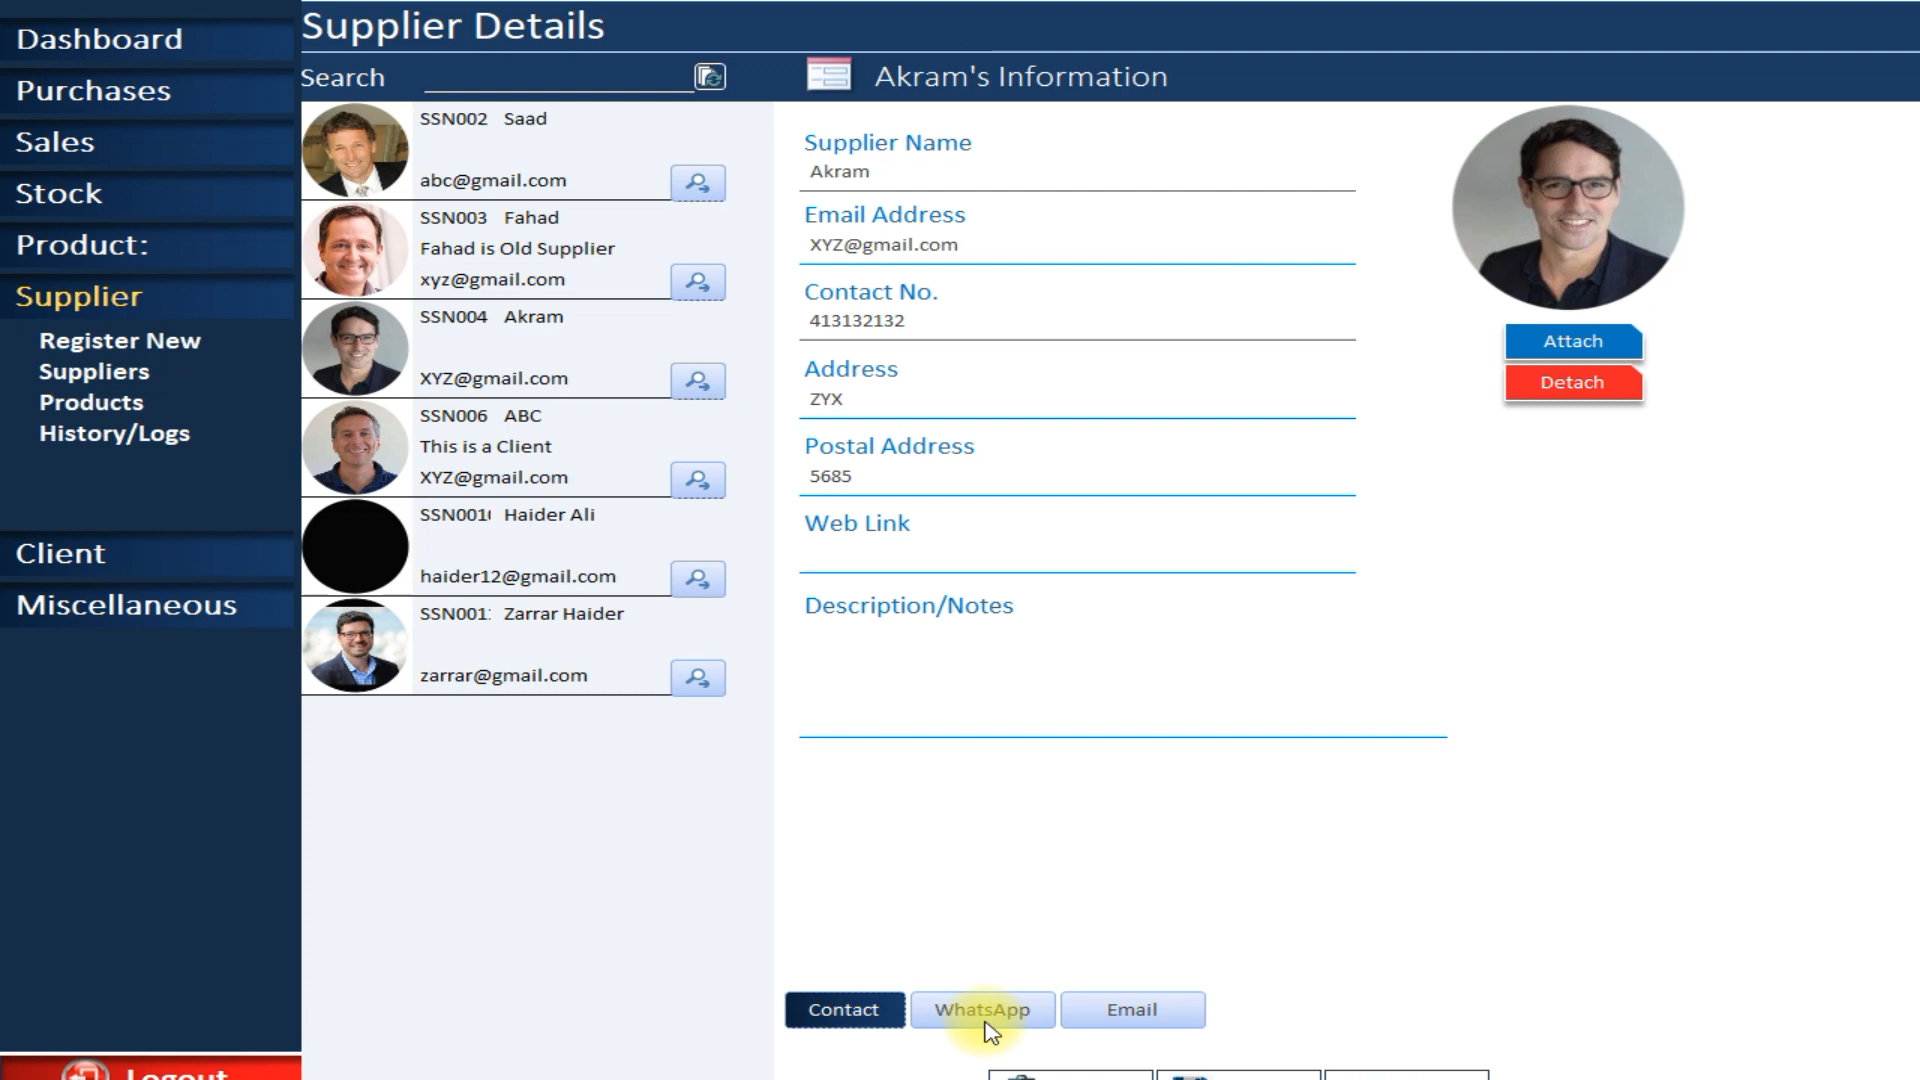 Dashboard
Purchases
Sales
Stock
Product:
Supplier
Register New
Suppliers
Products
History/Logs
Client
Miscellaneous
Logout
Supplier Details
Search
SSN002 Saad
abc@gmail.com
SSN003 Fahad
Fahad is Old Supplier
xyz@gmail.com
SSN004 Akram
XYZ@gmail.com
SSN006 ABC
This is a Client
XYZ@gmail.com
Haider Ali
haider12@gmail.com
Zarrar Haider
zarrar@gmail.com
Akram's Information
Supplier Name
Akram
Email Address
XYZ@gmail.com
Contact No.
413132132
Address
ZYX
Postal Address
5685
Web Link
Description/Notes
Attach
Detach
Contact
WhatsApp
Email